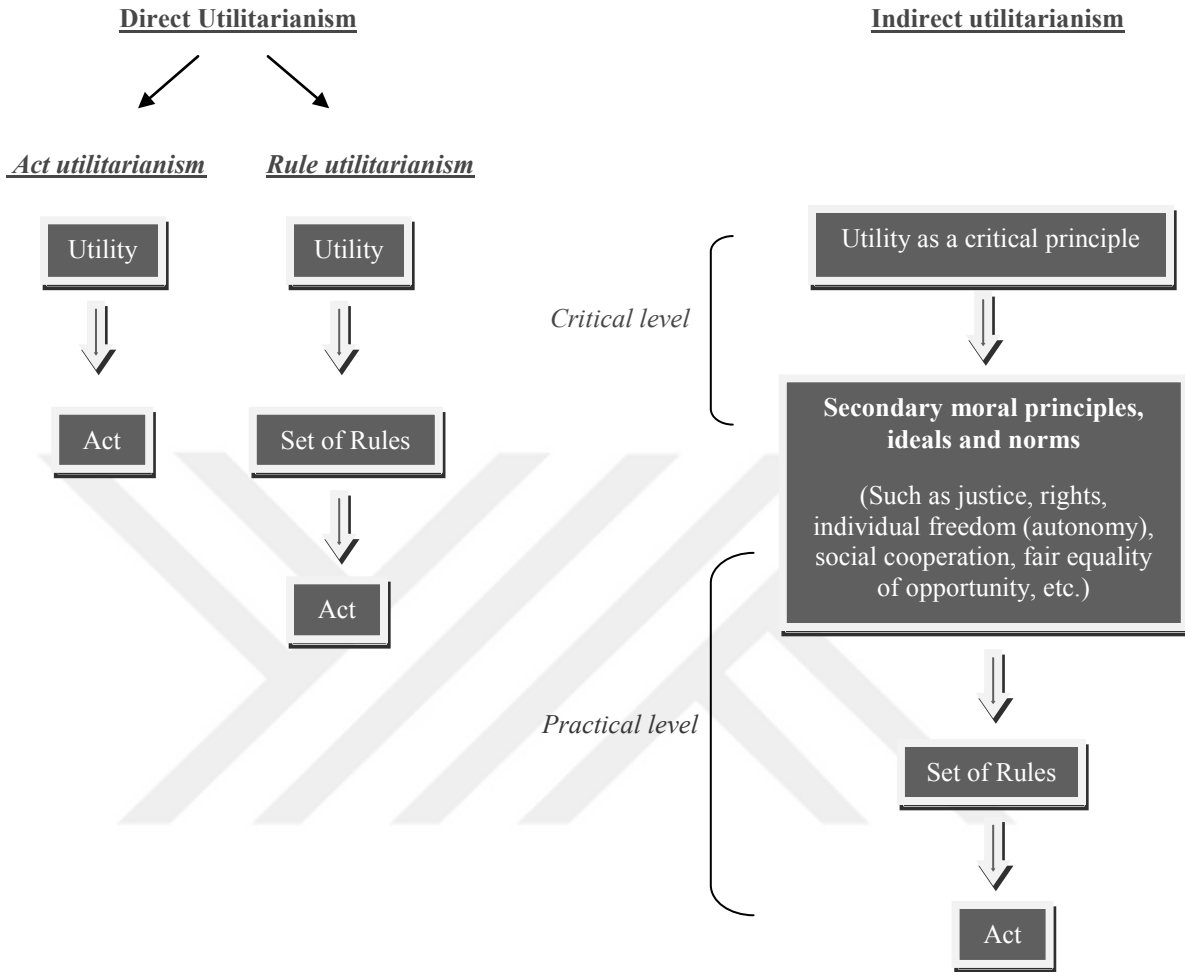 Direct Utilitarianism
Act utilitarianism
Rule utilitarianism
Utility
Act
Utility
Set of Rules
Act
Indirect utilitarianism
Critical level
Practical level
Utility as a critical principle
Secondary moral principles,
ideals and norms
(Such as justice, rights,
individual freedom (autonomy),
social cooperation, fair equality
of opportunity, etc.)
Set of Rules
Act